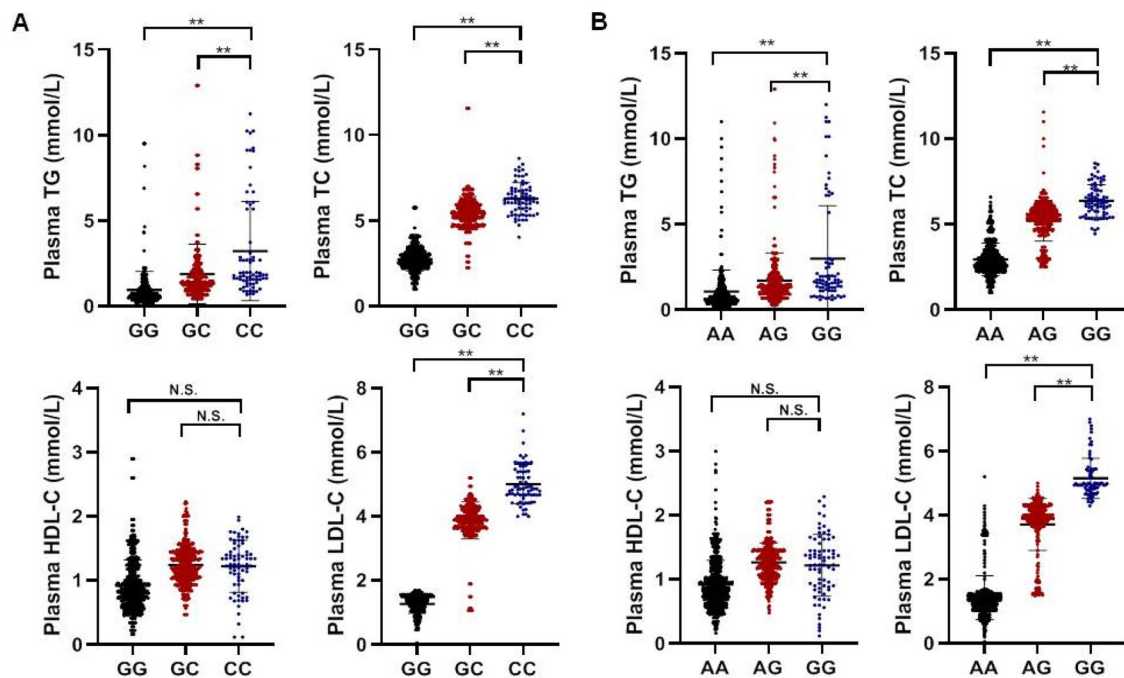 A
**
**
Plasma TG (mmol/L)
15
10
5
0
GG GC CC
**
**
Plasma TC (mmol/L)
15
10
5
0
GG GC CC
B
**
**
Plasma TG (mmol/L)
15
10
5
0
AA AG GG
**
**
Plasma TC (mmol/L)
15
10
5
0
AA AG GG
N.S.
N.S.
Plasma HDL-C (mmol/L)
4
3
2
1
0
GG GC CC
**
**
Plasma LDL-C (mmol/L)
8
6
4
2
0
GG GC CC
N.S.
N.S.
Plasma HDL-C (mmol/L)
4
3
2
1
0
AA AG GG
**
**
Plasma LDL-C (mmol/L)
8
6
4
2
0
AA AG GG